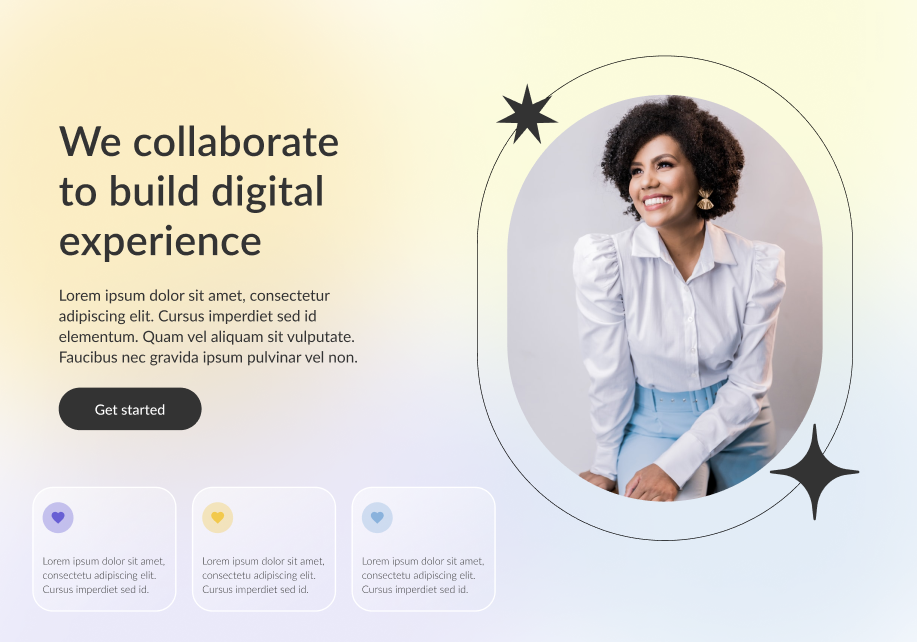 We collaborate
to build digital
experience
Lorem ipsum dolor sit amet, consectetur
adipiscing elit. Cursus imperdiet sed id
elementum. Quam vel aliquam sit vulputate.
Faucibus nec gravida ipsum pulvinar vel non.
Get started
Lorem ipsum dolor sit amet,
consectetu adipiscing elit.
Cursus imperdiet sed id.
Lorem ipsum dolor sit amet,
consectetu adipiscing elit.
Cursus imperdiet sed id.
Lorem ipsum dolor sit amet,
consectetu adipiscing elit.
Cursus imperdiet sed id.